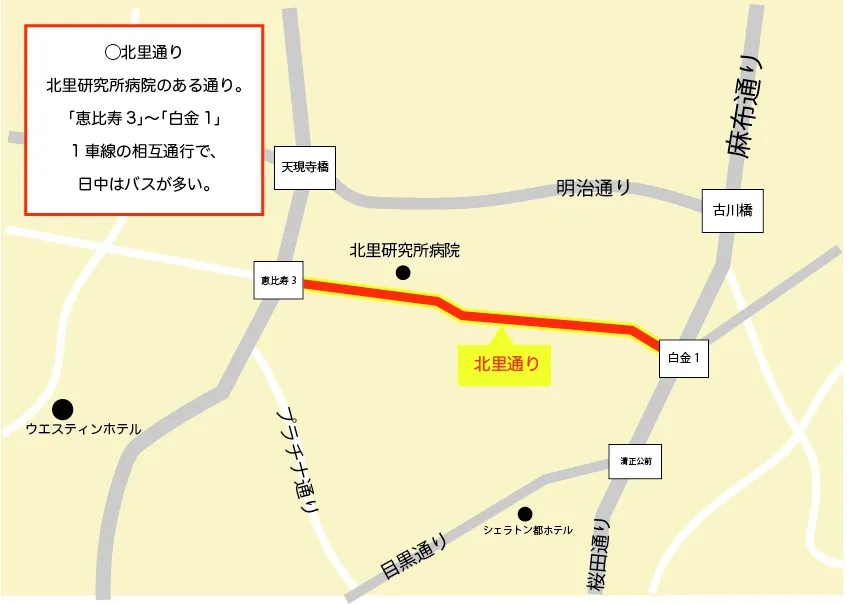 ○北里通り
北里研究所病院のある通り。
「恵比寿3」～「白金1」
1車線の相互通行で、
日中はバスが多い。
麻布通り
天現寺橋
明治通り
古川橋
北里研究所病院
恵比寿3
白金1
北里通り
ウエスティンホテル
プラチナ通り
清正公前
シェラトン都ホテル
目黒通り
桜田通り